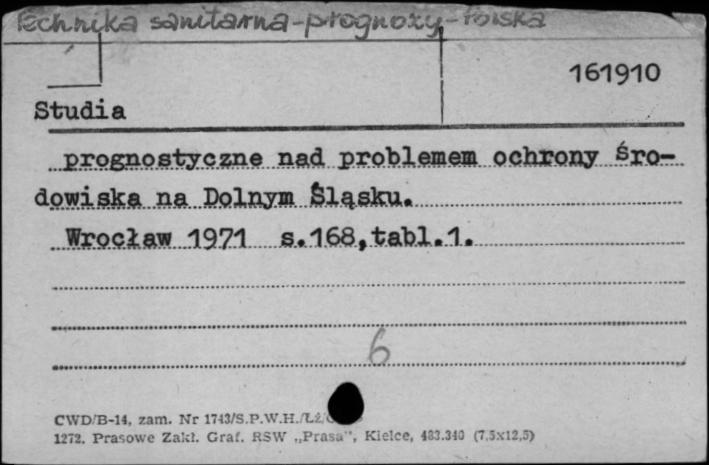 Technika sanitarna-prognozy-Polska
161910
Studia
prognostyczne nad problemem ochrony śro-
dowiska na Dolnym Śląsku.
Wrocław 1971 s.168,tabl.1.
6
CWD/B-14, zam. Nr 1743/S.P.W.H./Łż/
1272. Prasowe Zakł. Graf. RSW „Prasa", Kielce, 483.340 (7,5x12,5)